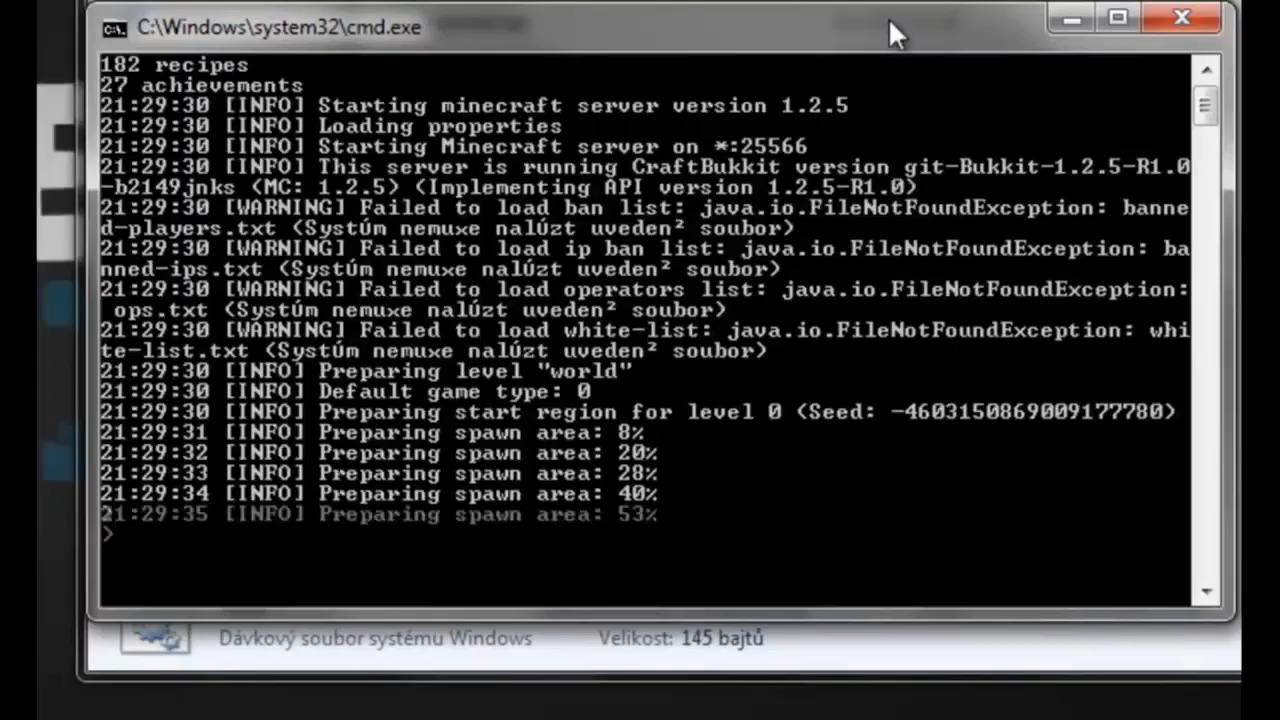 C:\Windows\system32\cmd.exe
182 recipes
27 achievements
21:29:30 [INFO] Starting minecraft server version 1.2.5
21:29:30 [INFO] Loading properties
21:29:30 [INFO] Starting Minecraft server on *:25566
21:29:30 [INFO] This server is running CraftBukkit version git-Bukkit-1.2.5-R1.0
-b2149jnks (MC: 1.2.5) (Implementing API version 1.2.5-R1.0)
21:29:30 [WARNING] Failed to load ban list: java.io.FileNotFoundException: banne
d-players.txt (Systúm nemuxe nalúzt uveden² soubor)
21:29:30 [WARNING] Failed to load ip ban list: java.io.FileNotFoundException: ba
nned-ips.txt (Systúm nemuxe nalúzt uveden² soubor)
21:29:30 [WARNING] Failed to load operators list: java.io.FileNotFoundException:
ops.txt (Systúm nemuxe nalúzt uveden² soubor)
21:29:30 [WARNING] Failed to load white-list: java.io.FileNotFoundException: whi
te-list.txt (Systúm nemuxe nalúzt uveden² soubor)
21:29:30 [INFO] Preparing level "world"
21:29:30 [INFO] Default game type: 0
21:29:30 [INFO] Preparing start region for level 0 (Seed: -4603150869009177780)
21:29:31 [INFO] Preparing spawn area: 8%
21:29:32 [INFO] Preparing spawn area: 20%
21:29:33 [INFO] Preparing spawn area: 28%
21:29:34 [INFO] Preparing spawn area: 40%
21:29:35 [INFO] Preparing spawn area: 53%
>
Dávkový soubor systému Windows Velikost: 145 bajtů